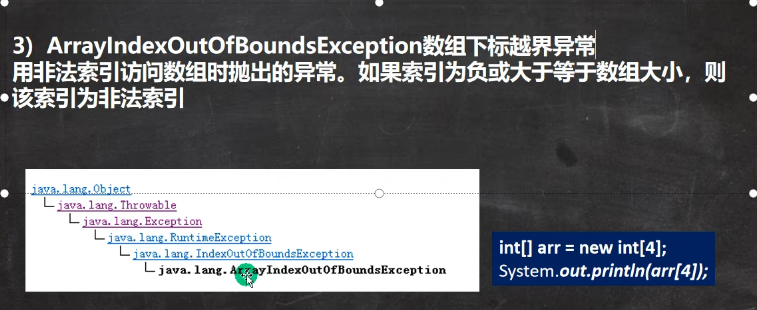 3）ArrayIndexOutOfBoundsException数组下标越界异常
用非法索引访问数组时抛出的异常。如果索引为负或大于等于数组大小，则
该索引为非法索引
java.lang.Object
java.lang.Throwable
java.lang.Exception
java.lang.RuntimeException
java.lang.IndexOutOfBoundsException
java.lang.ArrayIndexOutOfBoundsException
int[] arr = new int[4];
System.out.println(arr[4]);